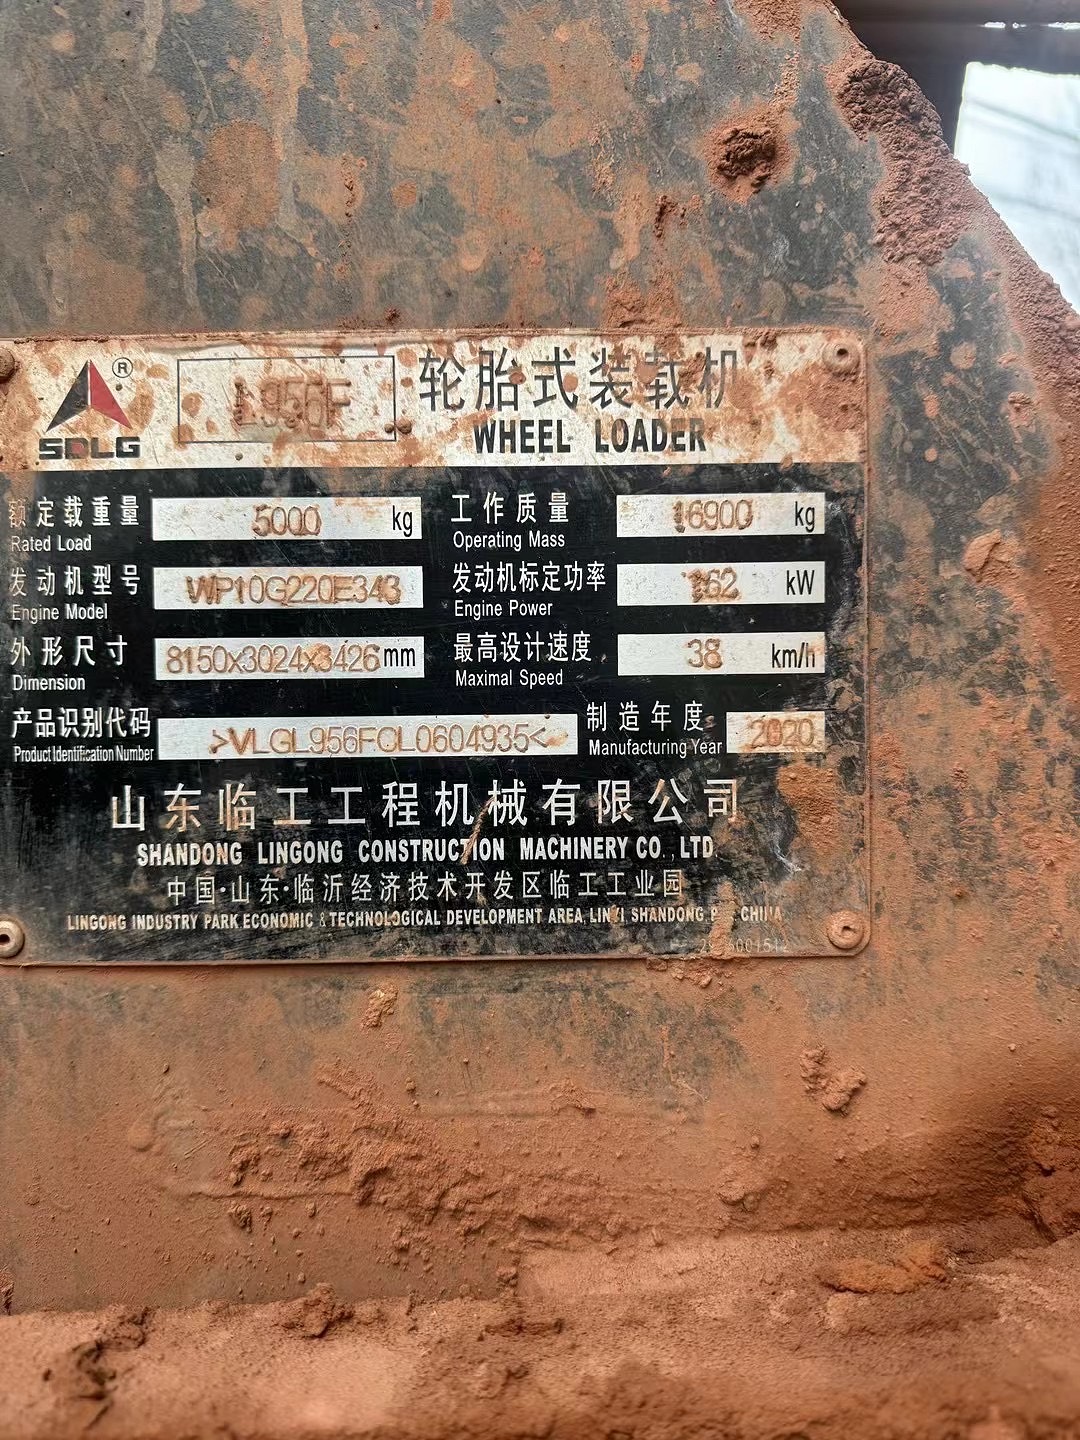 SDLG ® L956F 轮胎式装载机
WHEEL LOADER
额定载重量 5000 kg 工作质量 16900 kg
Rated Load Operating Mass
发动机型号 WP10G220E343 发动机标定功率 162 kW
Engine Model Engine Power
外形尺寸 8150x3024x3426 mm 最高设计速度 38 km/h
Dimension Maximal Speed
产品识别代码 >VLGL956FCL0604935< 制造年度 2020
Product Identification Number Manufacturing Year
山东临工工程机械有限公司
SHANDONG LINGONG CONSTRUCTION MACHINERY CO., LTD.
中国·山东·临沂经济技术开发区临工工业园
LINGONG INDUSTRY PARK ECONOMIC & TECHNOLOGICAL DEVELOPMENT AREA, LINYI SHANDONG CHINA